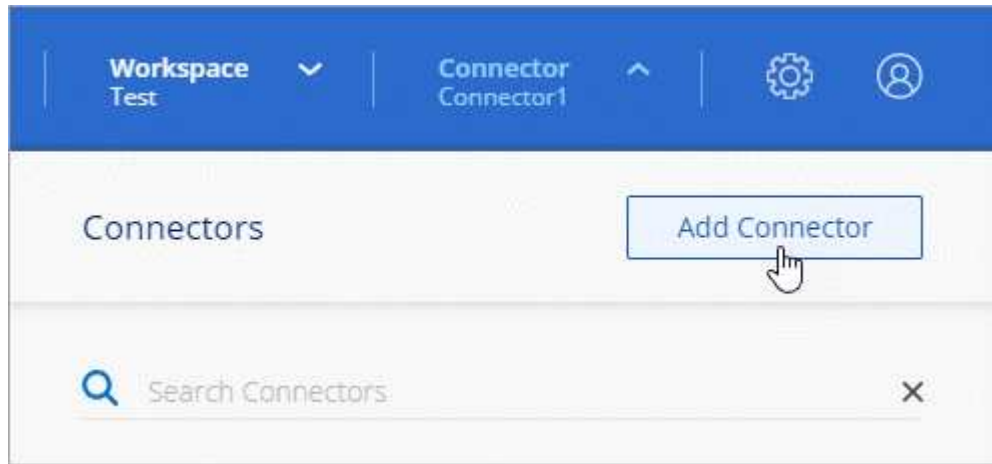 Workspace
Test
Connector
Connector1
Connectors
Add Connector
Search Connectors